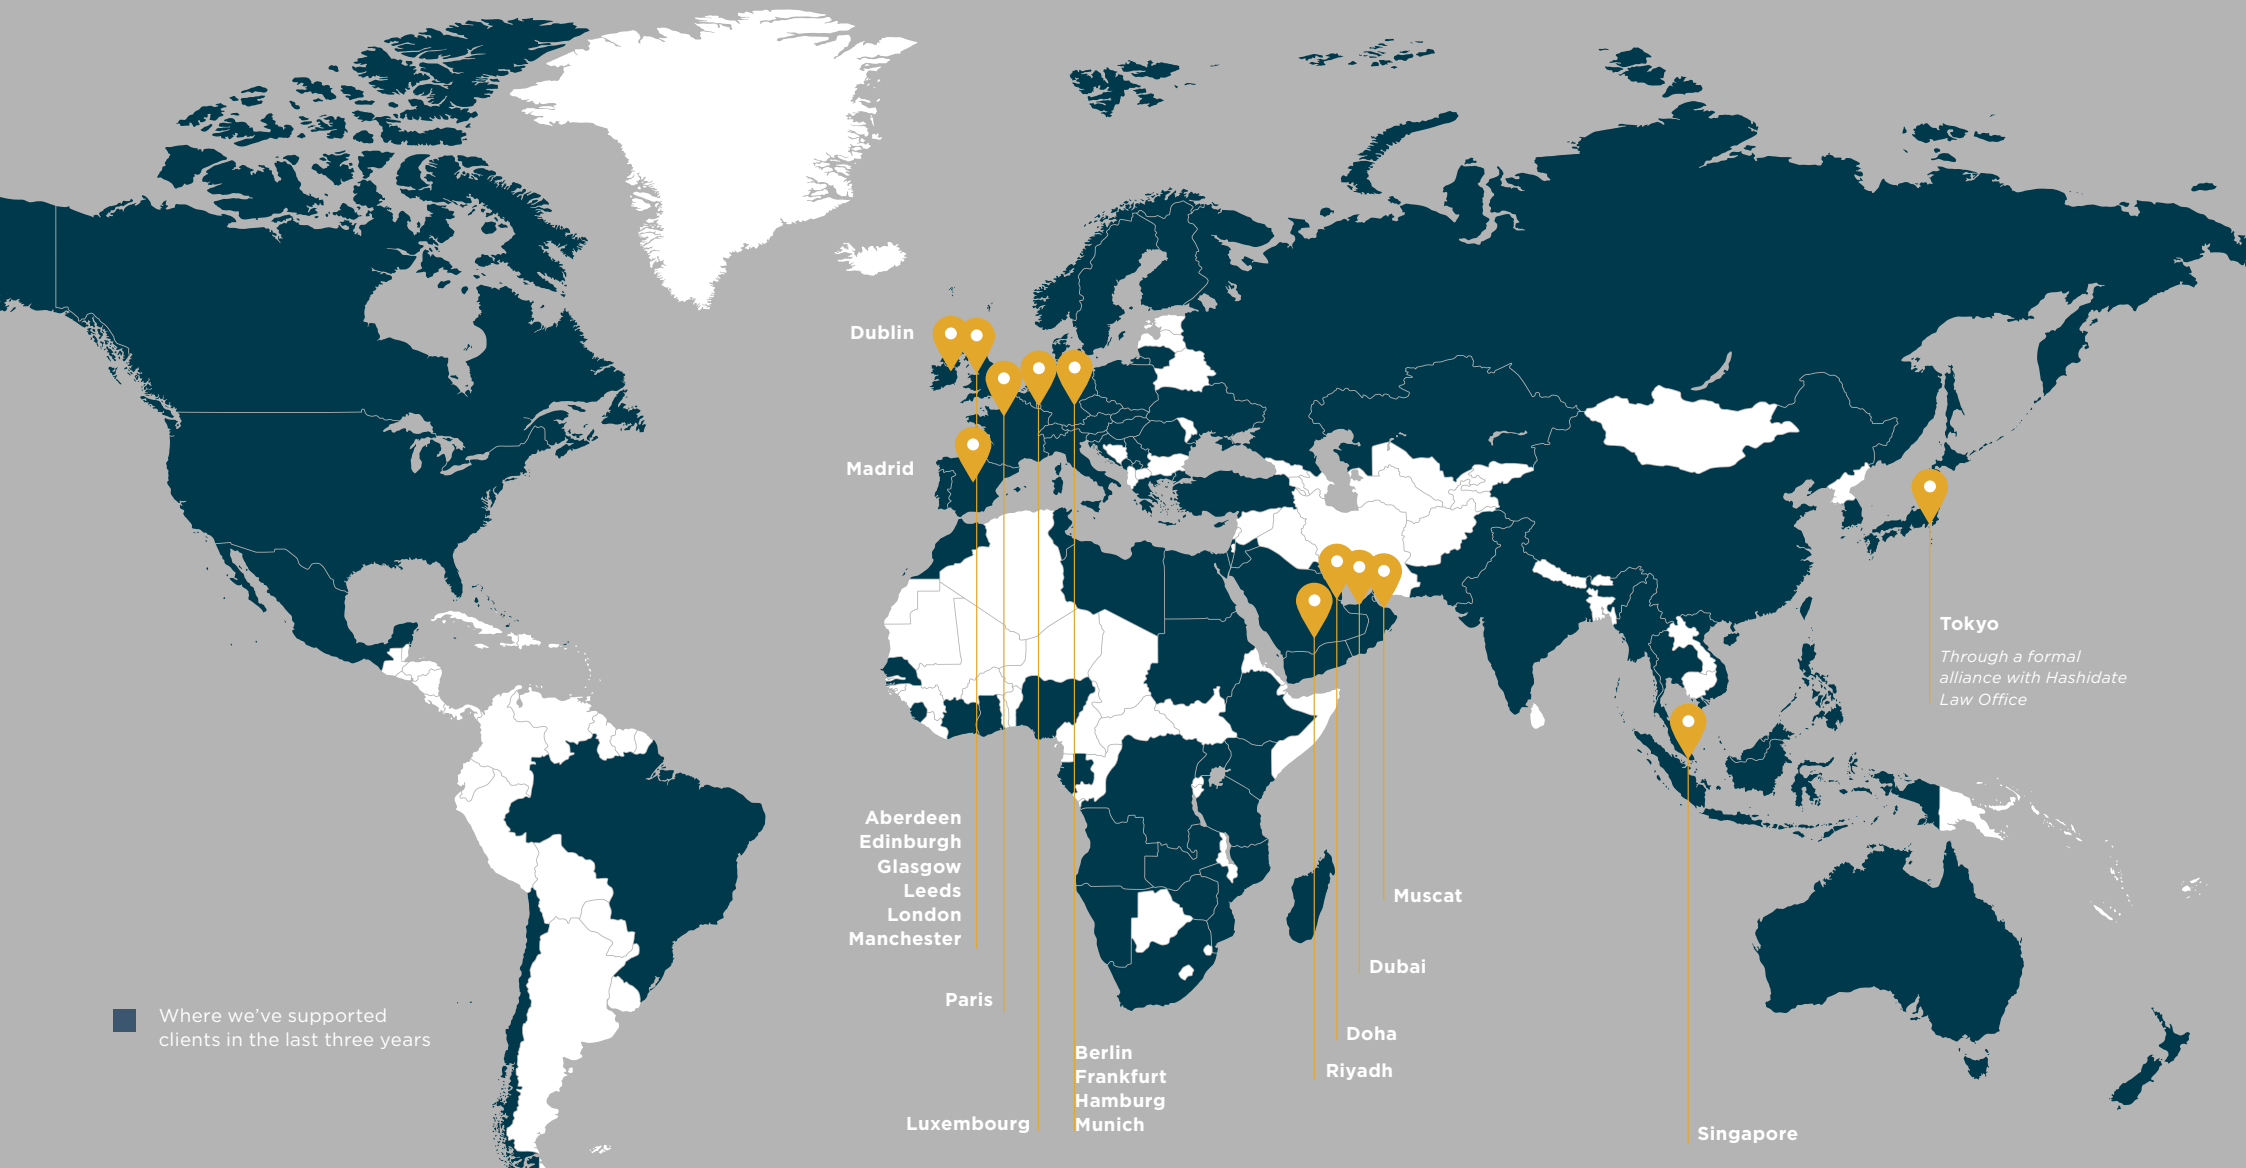 Dublin
Madrid
Tokyo
Through a formal
alliance with Hashidate
Law Office
Aberdeen
Edinburgh
Glasgow
Leeds
London
Manchester
Muscat
Dubai
Paris
Where we’ve supported
clients in the last three years
Doha
Berlin
Frankfurt
Hamburg
Munich
Riyadh
Luxembourg
Singapore